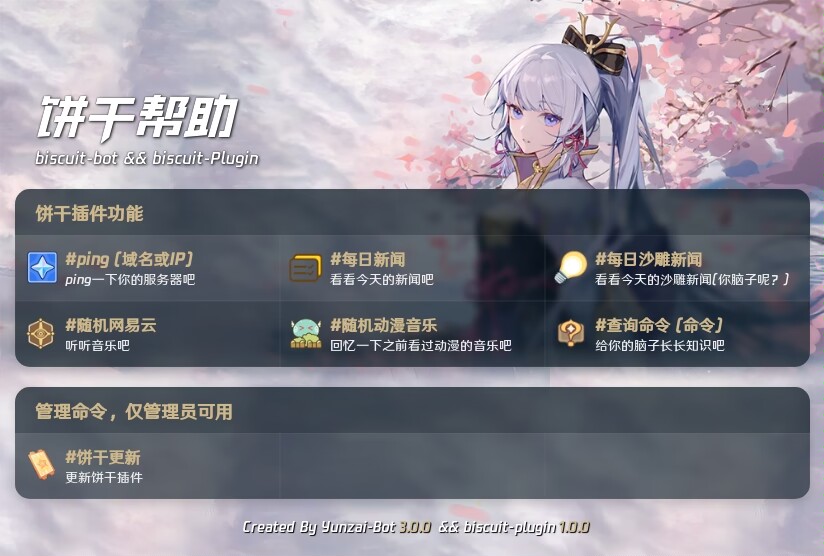 饼干帮助
biscuit-bot && biscuit-Plugin
饼干插件功能
#ping [域名或IP]
ping一下你的服务器吧
#每日新闻
看看今天的新闻吧
#每日沙雕新闻
看看今天的沙雕新闻[你脑子呢？]
#随机网易云
听听音乐吧
#随机动漫音乐
回忆一下之前看过动漫的音乐吧
#查询命令 [命令]
给你的脑子长长知识吧
管理命令，仅管理员可用
#饼干更新
更新饼干插件
Created By Yunzai-Bot 3.0.0 && biscuit-plugin 1.0.0